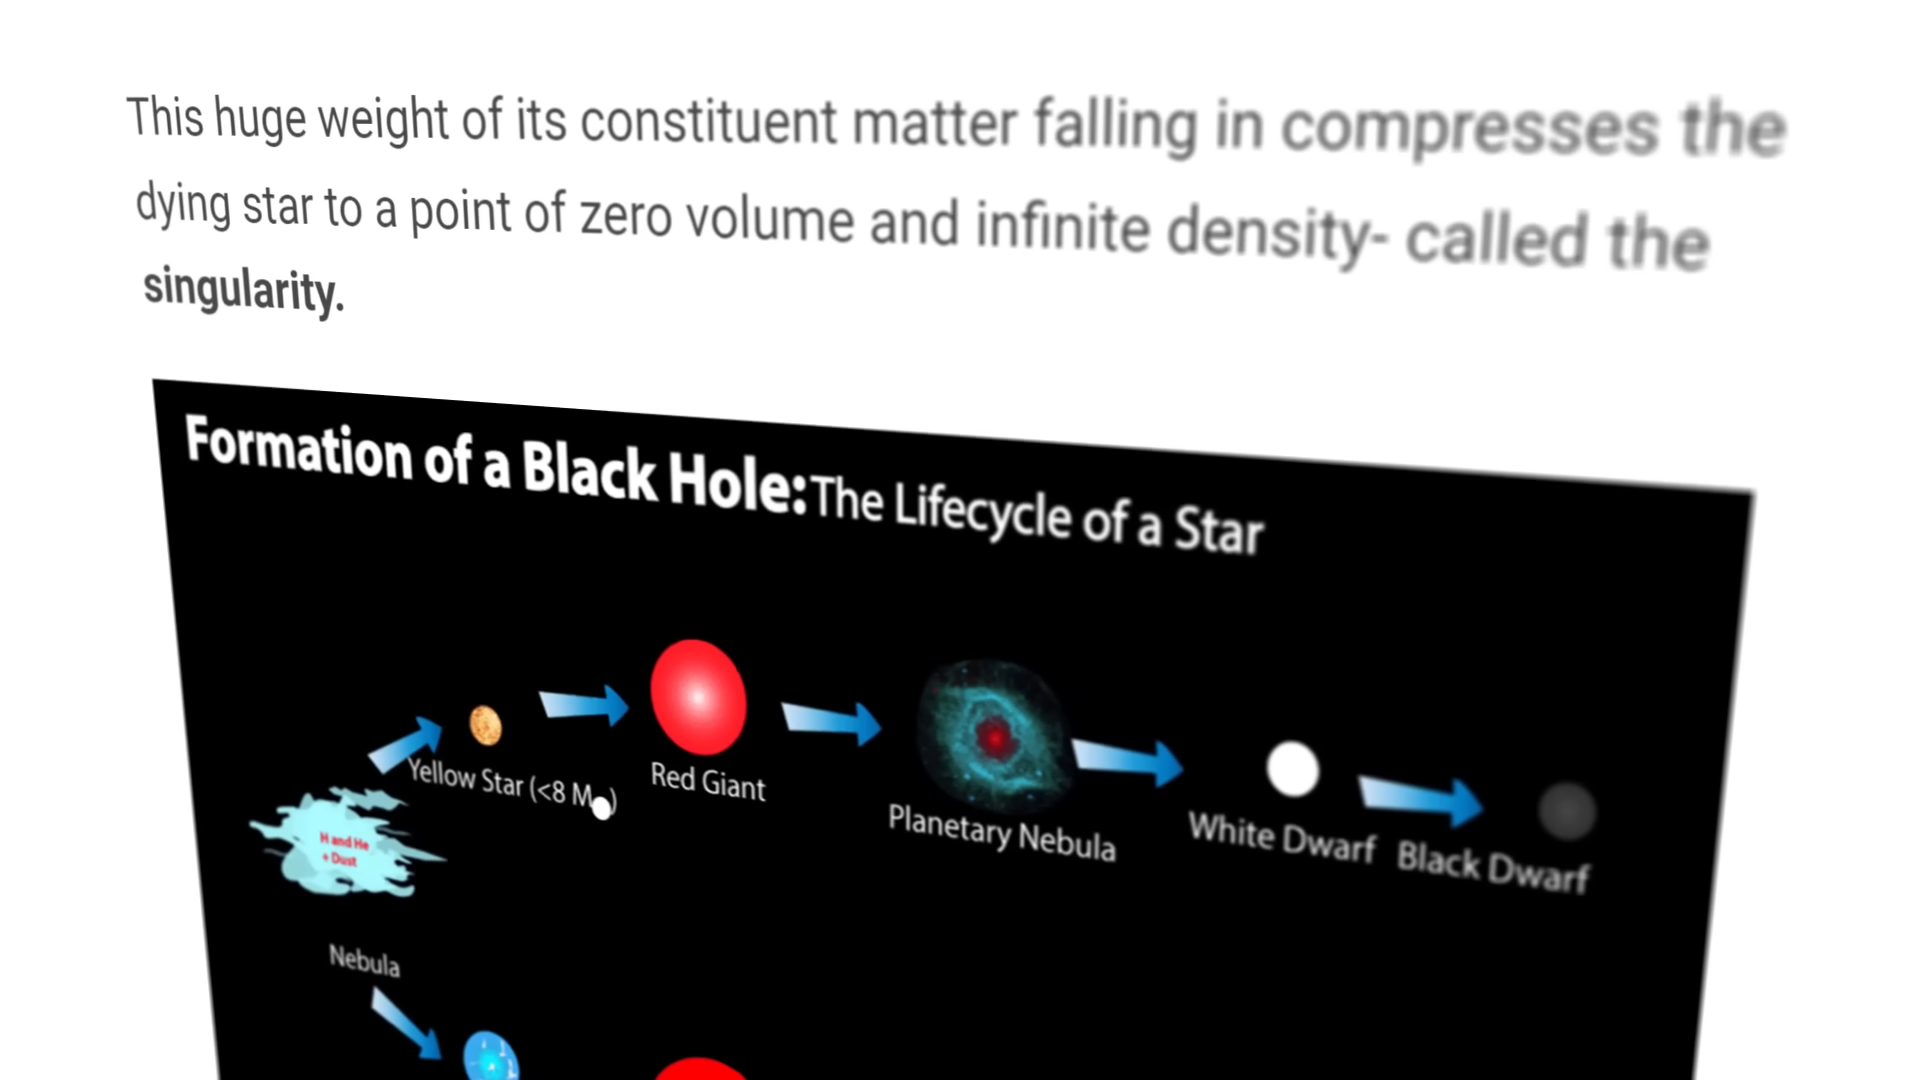 This huge weight of its constituent matter falling in compresses the
dying star to a point of zero volume and infinite density- called the
singularity.
Formation of a Black Hole: The Lifecycle of a Star
Yellow Star (<8 M )
Red Giant
Planetary Nebula
White Dwarf
Black Dwarf
H and He
+ Dust
Nebula